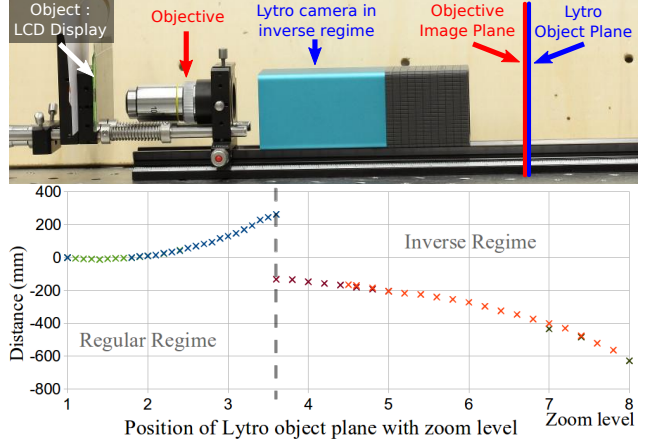 Object :
LCD Display
Objective
Lytro camera in
inverse regime
Objective
Image Plane
Lytro
Object Plane
10
400
200
0
-200
-400
-600
-800
Distance (mm)
Inverse Regime
Regular Regime
1 2 3 4 5 6 7 8
Zoom level
Position of Lytro object plane with zoom level